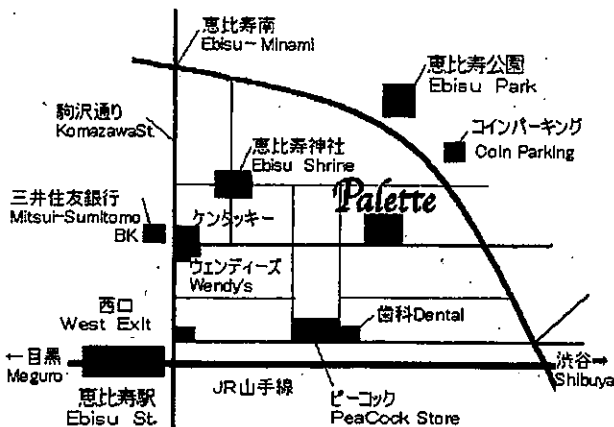 恵比寿南
Ebisu-Minami
恵比寿公園
Ebisu Park
駒沢通り
KomazawaSt.
コインパーキング
Coin Parking
恵比寿神社
Ebisu Shrine
三井住友銀行
Mitsui-Sumitomo
BK
ケンタッキー
Palette
ウェンディーズ
Wendy's
西口
West Exit
歯科Dental
←目黒
Meguro
渋谷→
Shibuya
恵比寿駅
Ebisu St.
JR山手線
ピーコック
PeaCock Store